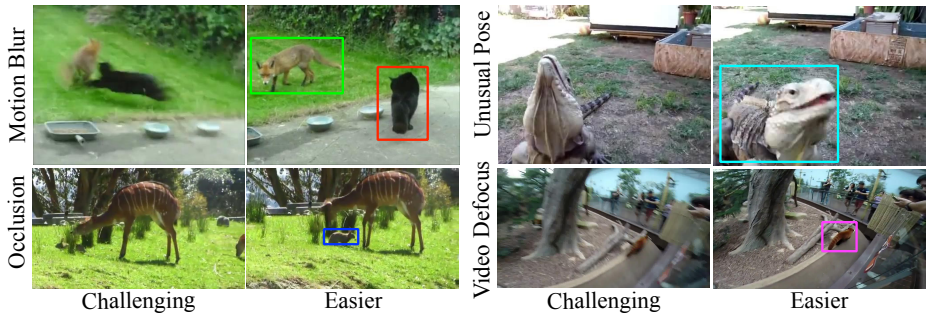 Motion Blur
Unusual Pose
Occlusion
Video Defocus
Challenging
Easier
Challenging
Easier